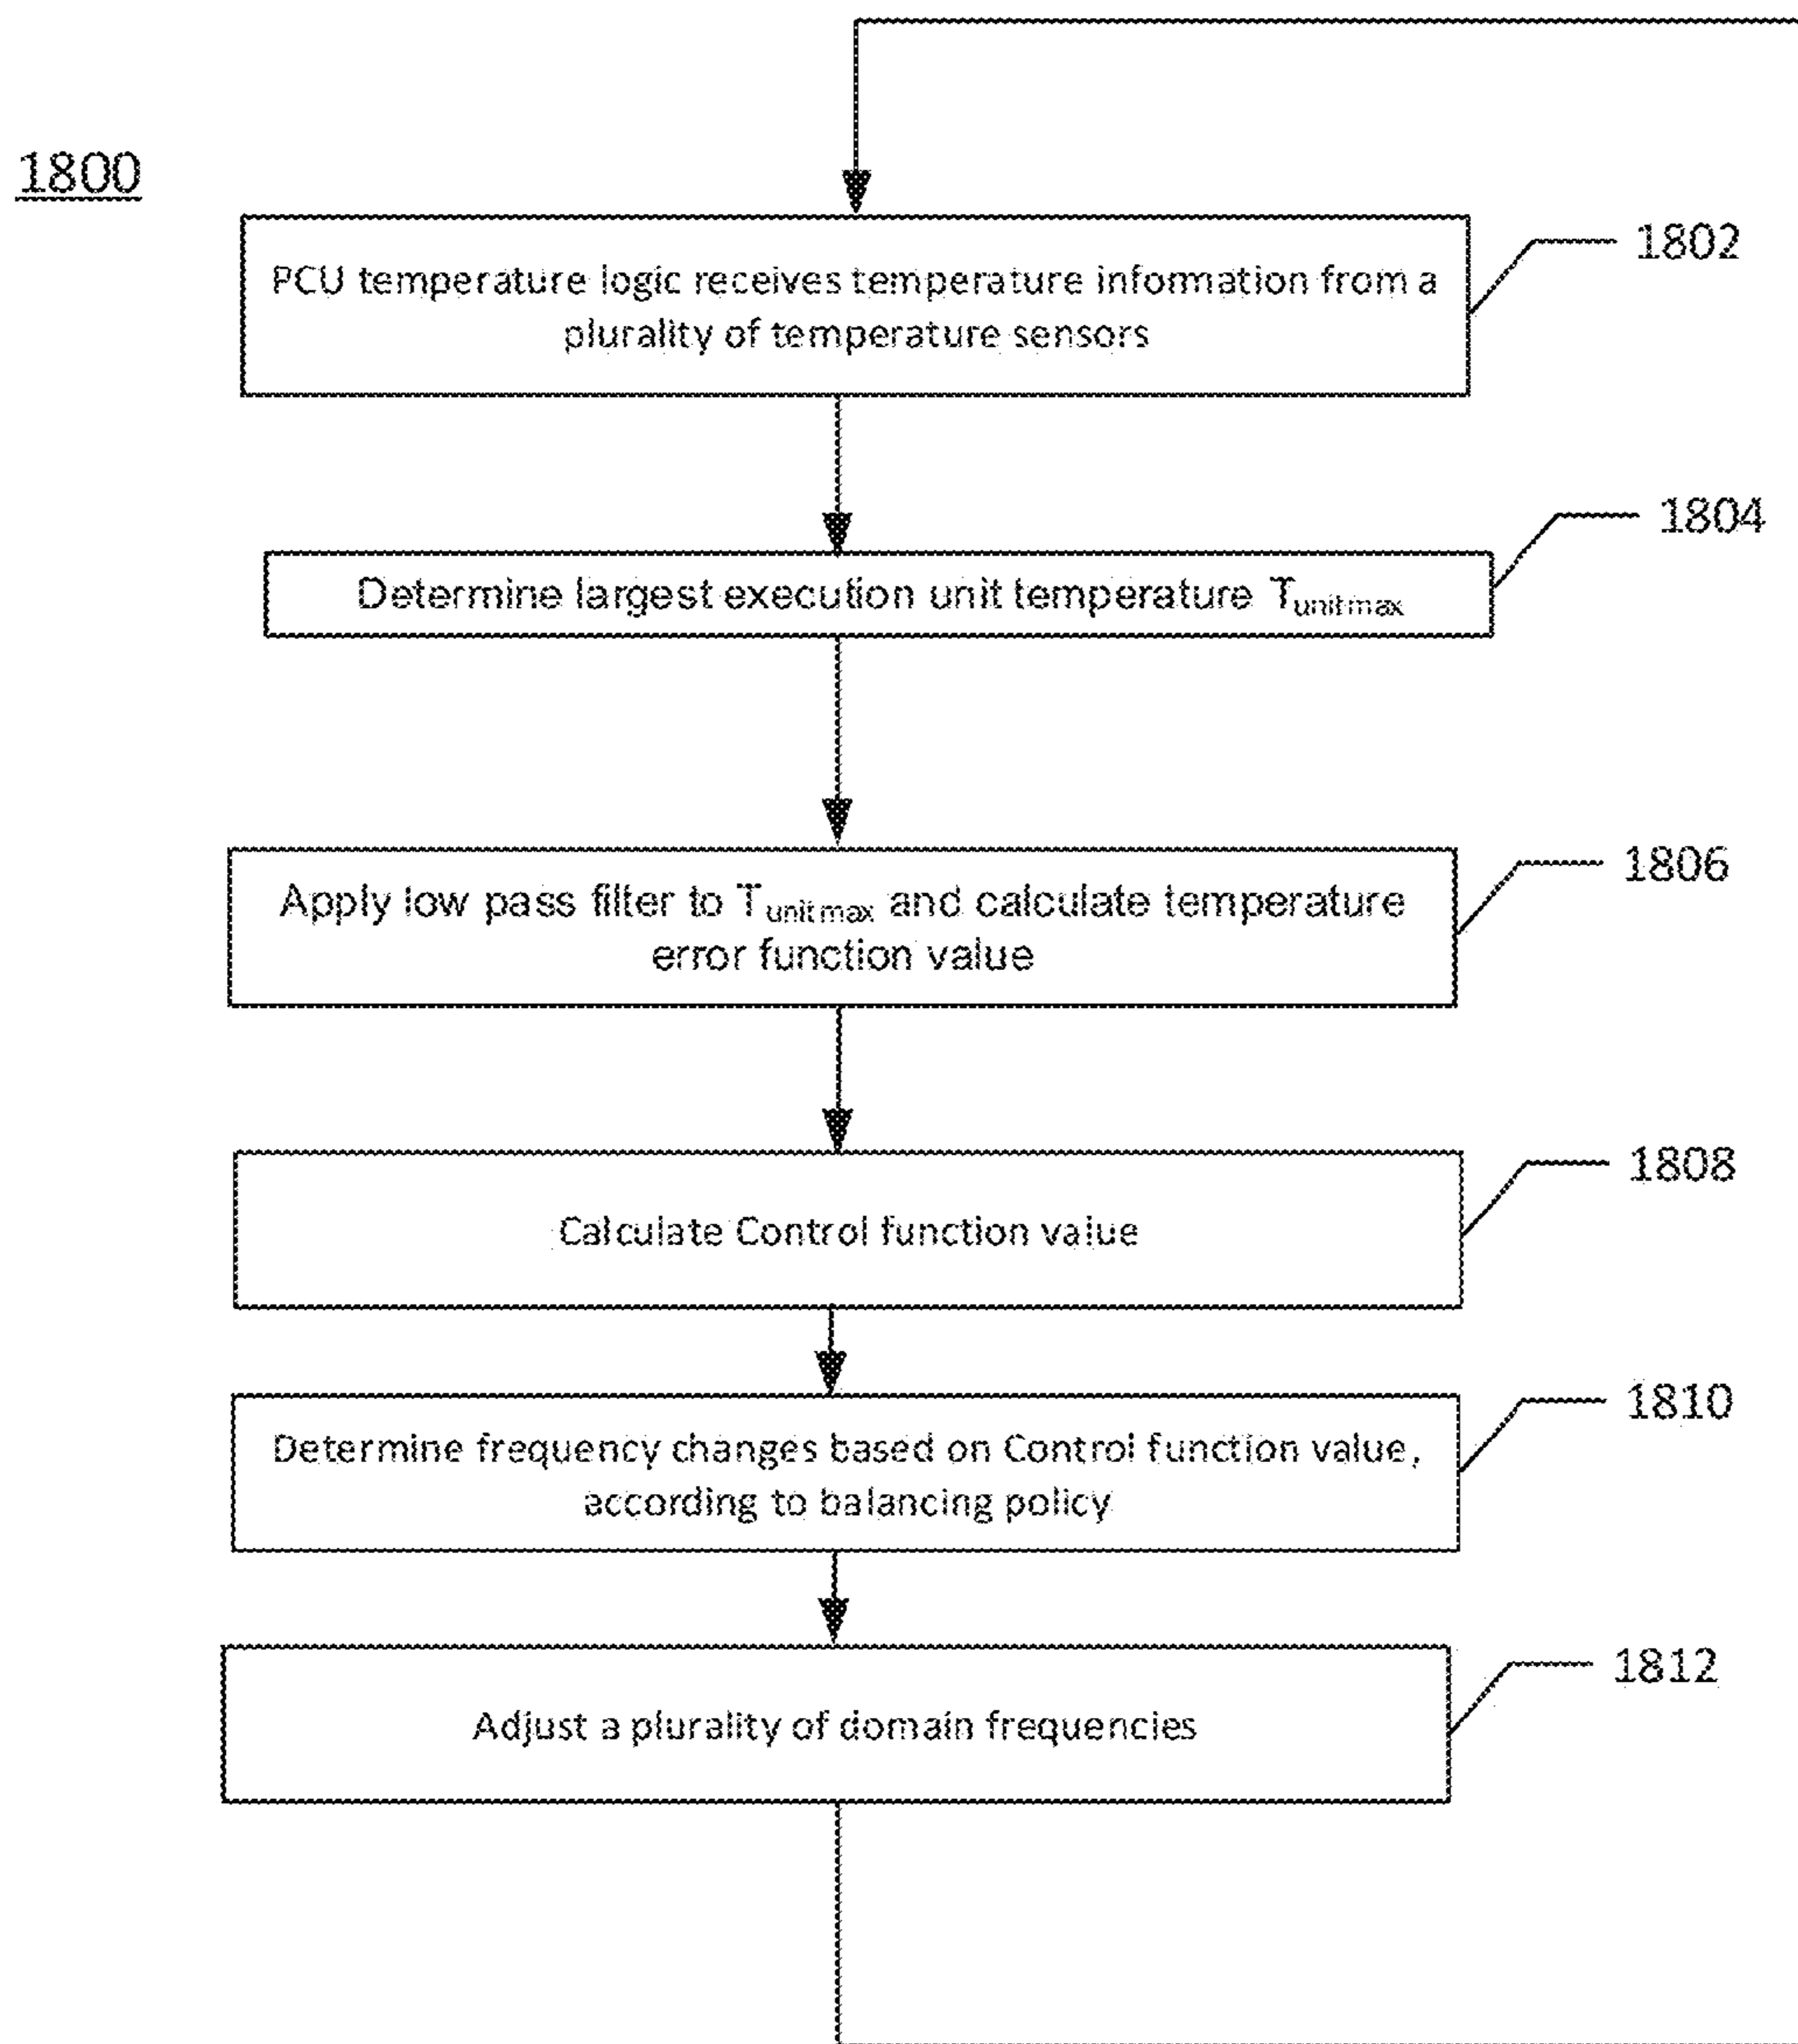 1800
1802
PCU temperature logic receives temperature information from a
plurality of temperature sensors
1804
Determine largest execution unit temperature Tunit max
1806
Apply low pass filter to Tunit max and calculate temperature
error function value
1808
Calculate Control function value
1810
Determine frequency changes based on Control function value,
according to balancing policy
1812
Adjust a plurality of domain frequencies